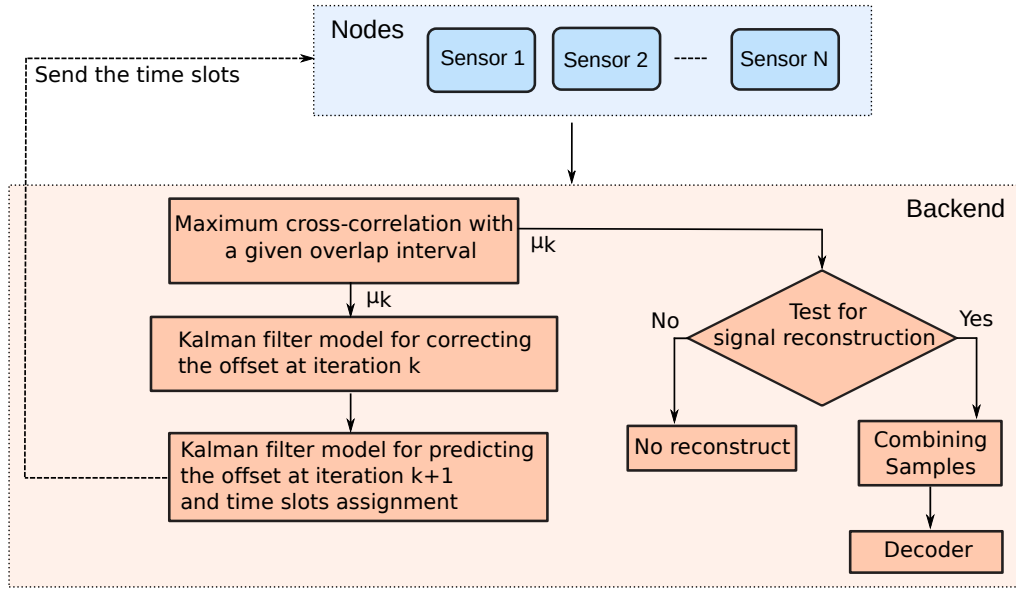 Nodes
Sensor 1
Sensor 2
Sensor N
Send the time slots
Backend
Maximum cross-correlation with
a given overlap interval
μk
μk
Kalman filter model for correcting
the offset at iteration k
Kalman filter model for predicting
the offset at iteration k+1
and time slots assignment
Test for
signal reconstruction
No
Yes
No reconstruct
Combining
Samples
Decoder